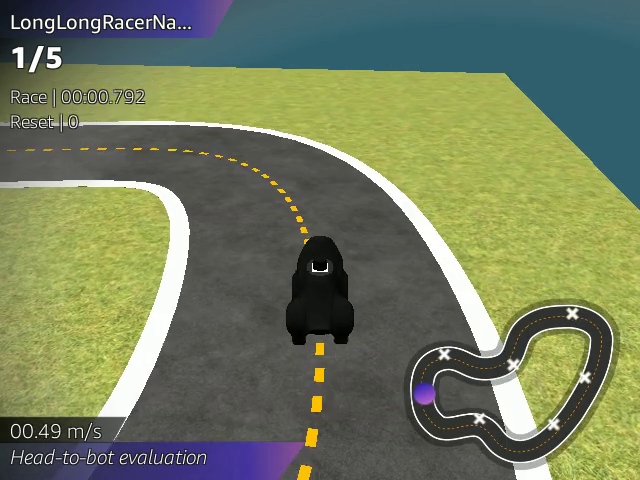 LongLongRacerNa...
1/5
Race | 00:00.792
Reset | 0
00.49 m/s
Head-to-bot evaluation